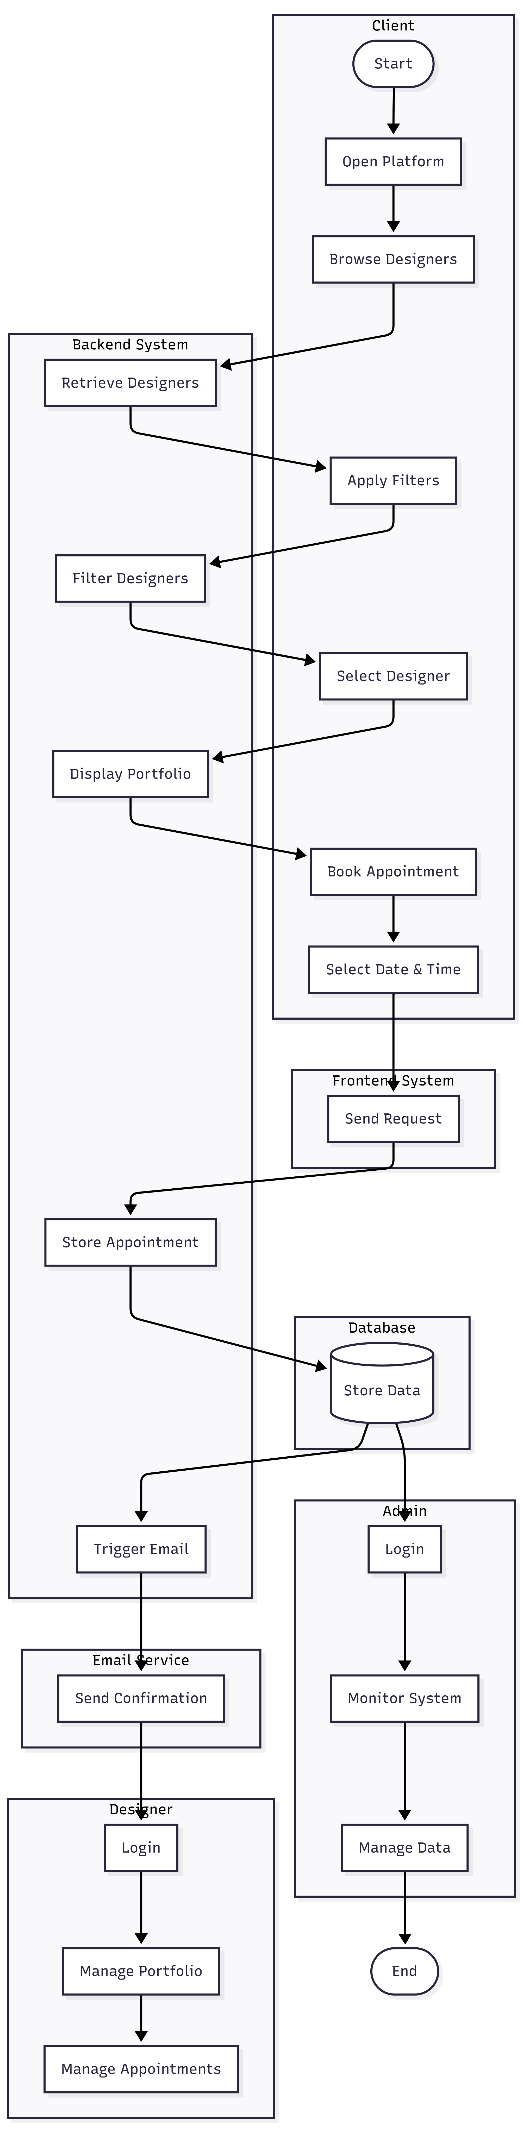 Client
Start
Open Platform
Browse Designers
Backend System
Retrieve Designers
Apply Filters
Filter Designers
Select Designer
Display Portfolio
Book Appointment
Select Date & Time
Frontend System
Send Request
Store Appointment
Database
Store Data
Admin
Trigger Email
Login
Email Service
Send Confirmation
Monitor System
Designer
Login
Manage Data
Manage Portfolio
End
Manage Appointments